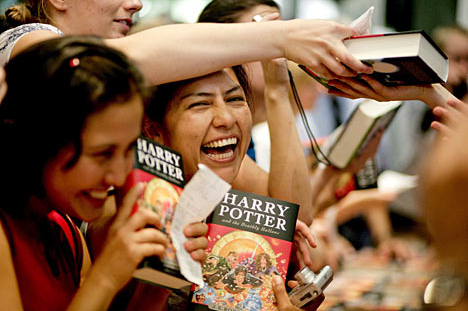 HARRY
POTTER
HARRY
POTTER
and the Deathly Hallows